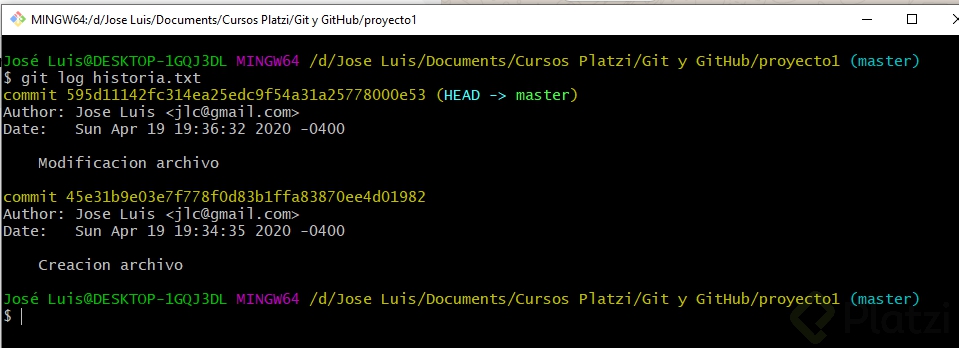 MINGW64:/d/Jose Luis/Documents/Cursos Platzi/Git y GitHub/proyecto1
José Luis@DESKTOP-1GQJ3DL MINGW64 /d/Jose Luis/Documents/Cursos Platzi/Git y GitHub/proyecto1 (master)
$ git log historia.txt
commit 595d11142fc314ea25edc9f54a31a25778000e53 (HEAD -> master)
Author: Jose Luis <jlc@gmail.com>
Date:   Sun Apr 19 19:36:32 2020 -0400
Modificacion archivo
commit 45e31b9e03e7f778f0d83b1ffa83870ee4d01982
Author: Jose Luis <jlc@gmail.com>
Date:   Sun Apr 19 19:34:35 2020 -0400
Creacion archivo
José Luis@DESKTOP-1GQJ3DL MINGW64 /d/Jose Luis/Documents/Cursos Platzi/Git y GitHub/proyecto1 (master)
$
Platzi